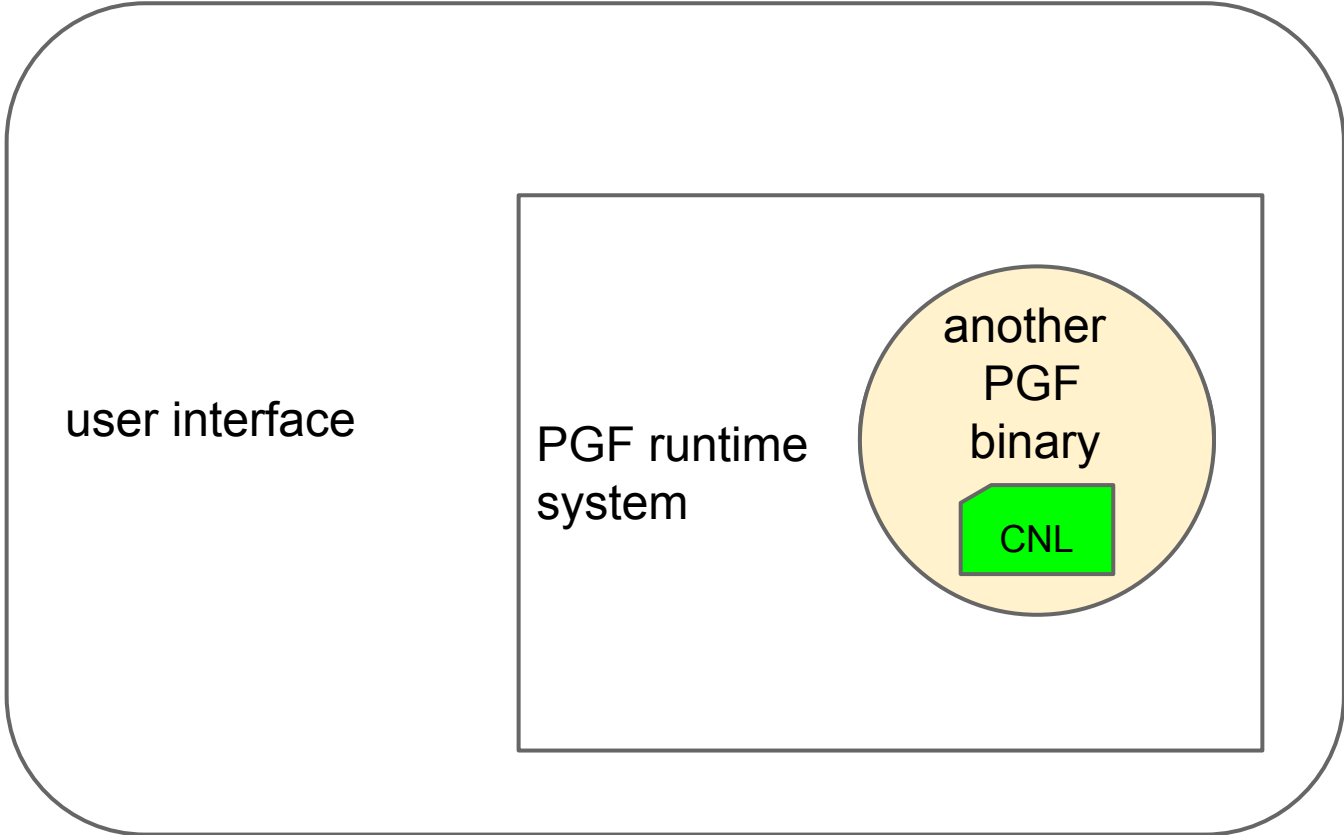 user interface
PGF runtime
system
another
PGF
binary
CNL